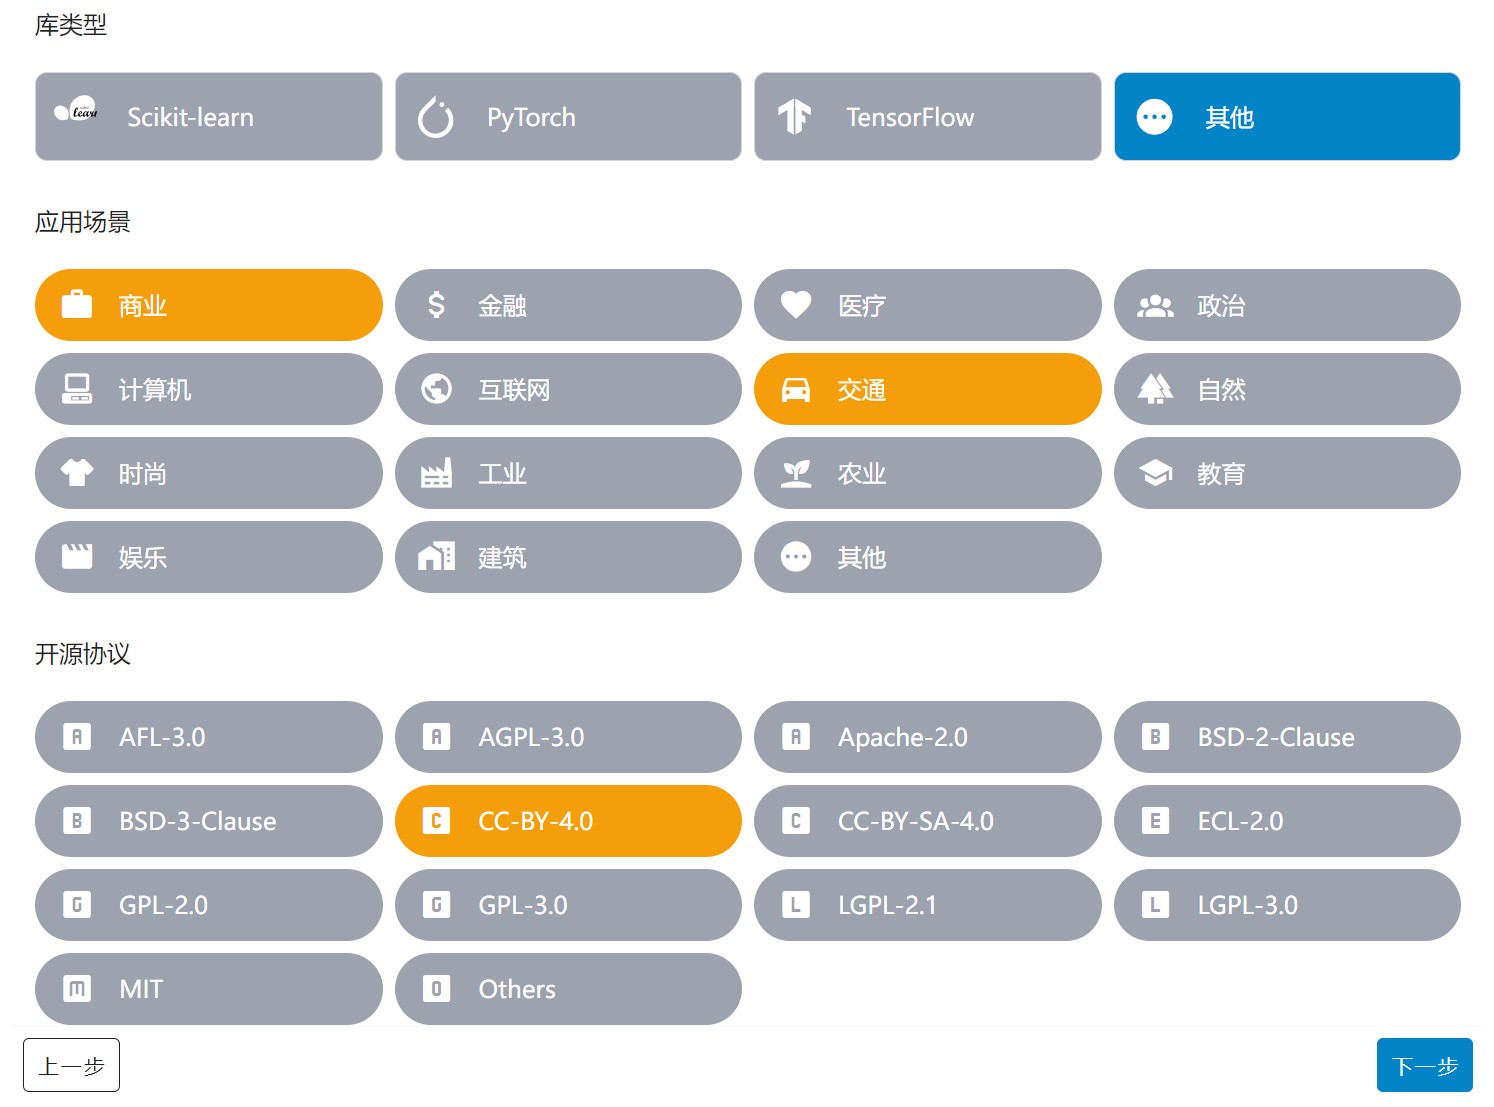 库类型
learn Scikit-learn
PyTorch
TensorFlow
其他
应用场景
商业
金融
医疗
政治
计算机
互联网
交通
自然
时尚
工业
农业
教育
娱乐
建筑
其他
开源协议
A AFL-3.0
A AGPL-3.0
A Apache-2.0
B BSD-2-Clause
B BSD-3-Clause
C CC-BY-4.0
C CC-BY-SA-4.0
E ECL-2.0
G GPL-2.0
G GPL-3.0
L LGPL-2.1
L LGPL-3.0
M MIT
O Others
上一步
下一步